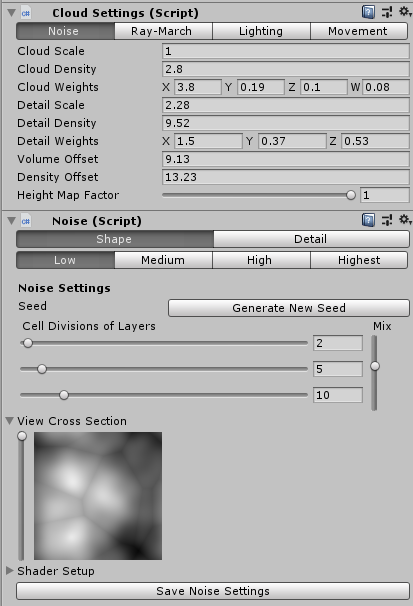 Cloud Settings (Script)
Noise Ray-March Lighting Movement
Cloud Scale 1
Cloud Density 2.8
Cloud Weights X 3.8 Y 0.19 Z 0.1 W 0.08
Detail Scale 2.28
Detail Density 9.52
Detail Weights X 1.5 Y 0.37 Z 0.53
Volume Offset 9.13
Density Offset 13.23
Height Map Factor 1
Noise (Script)
Shape Detail
Low Medium High Highest
Noise Settings
Seed Generate New Seed
Cell Divisions of Layers Mix
2
5
10
View Cross Section
Shader Setup
Save Noise Settings